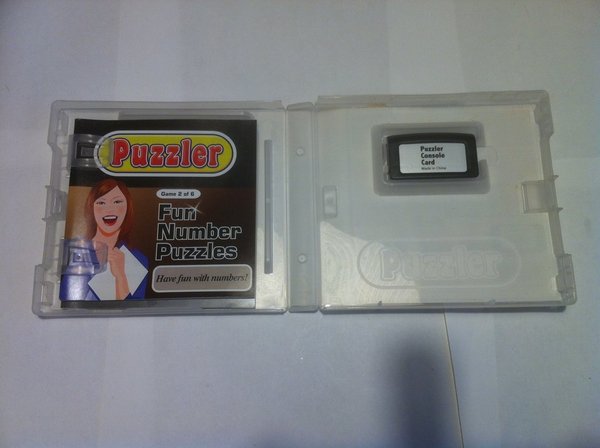 Puzzler
Game 2 of 6
Fun
Number
Puzzles
Have fun with numbers!
Puzzler
Console
Card
Made in China
Puzzler